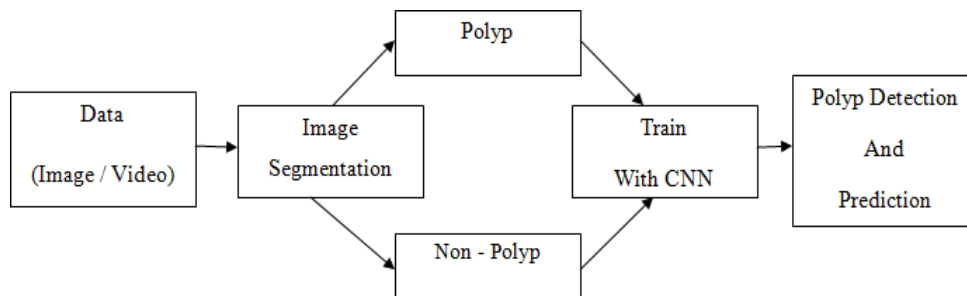 Data
(Image / Video)
Image
Segmentation
Polyp
Non - Polyp
Train
With CNN
Polyp Detection
And
Prediction